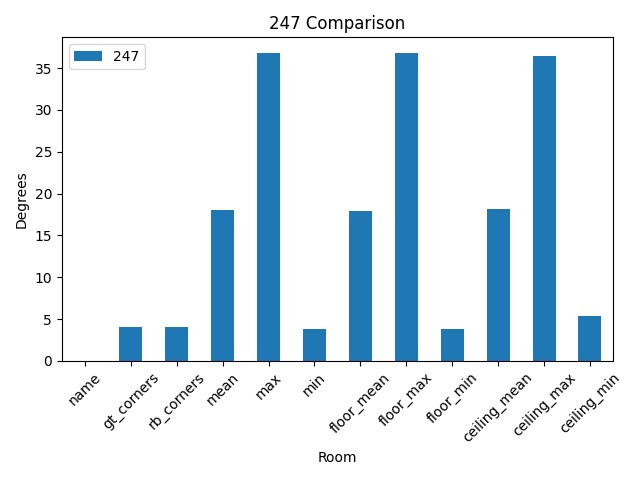 247 Comparison
247
Degrees
35
30
25
20
15
10
5
0
name
gt_corners
rb_corners
mean
max
min
floor_mean
floor_max
floor_min
ceiling_mean
ceiling_max
ceiling_min
Room